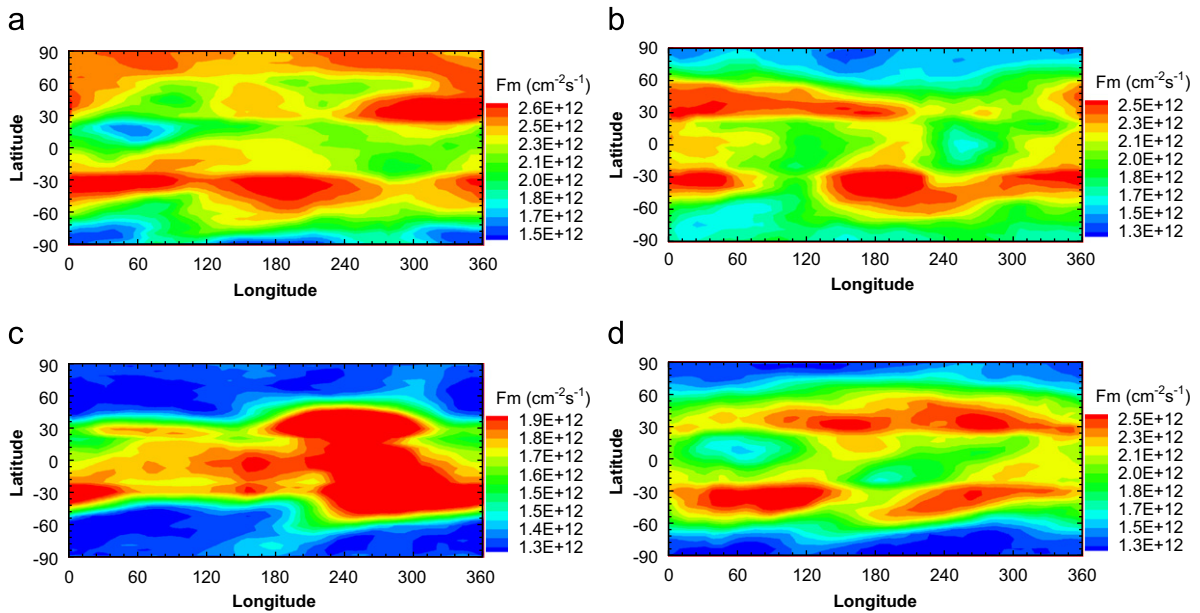 a
90
60
30
0
-30
-60
-90
Latitude
0 60 120 180 240 300 360
Longitude
Fm (cm⁻²s⁻¹)
2.6E+12
2.5E+12
2.3E+12
2.1E+12
2.0E+12
1.8E+12
1.7E+12
1.5E+12
b
90
60
30
0
-30
-60
-90
Latitude
0 60 120 180 240 300 360
Longitude
Fm (cm⁻²s⁻¹)
2.5E+12
2.3E+12
2.1E+12
2.0E+12
1.8E+12
1.7E+12
1.5E+12
1.3E+12
c
90
60
30
0
-30
-60
-90
Latitude
0 60 120 180 240 300 360
Longitude
Fm (cm⁻²s⁻¹)
1.9E+12
1.8E+12
1.7E+12
1.6E+12
1.5E+12
1.5E+12
1.4E+12
1.3E+12
d
90
60
30
0
-30
-60
-90
Latitude
0 60 120 180 240 300 360
Longitude
Fm (cm⁻²s⁻¹)
2.5E+12
2.3E+12
2.1E+12
2.0E+12
1.8E+12
1.7E+12
1.5E+12
1.3E+12